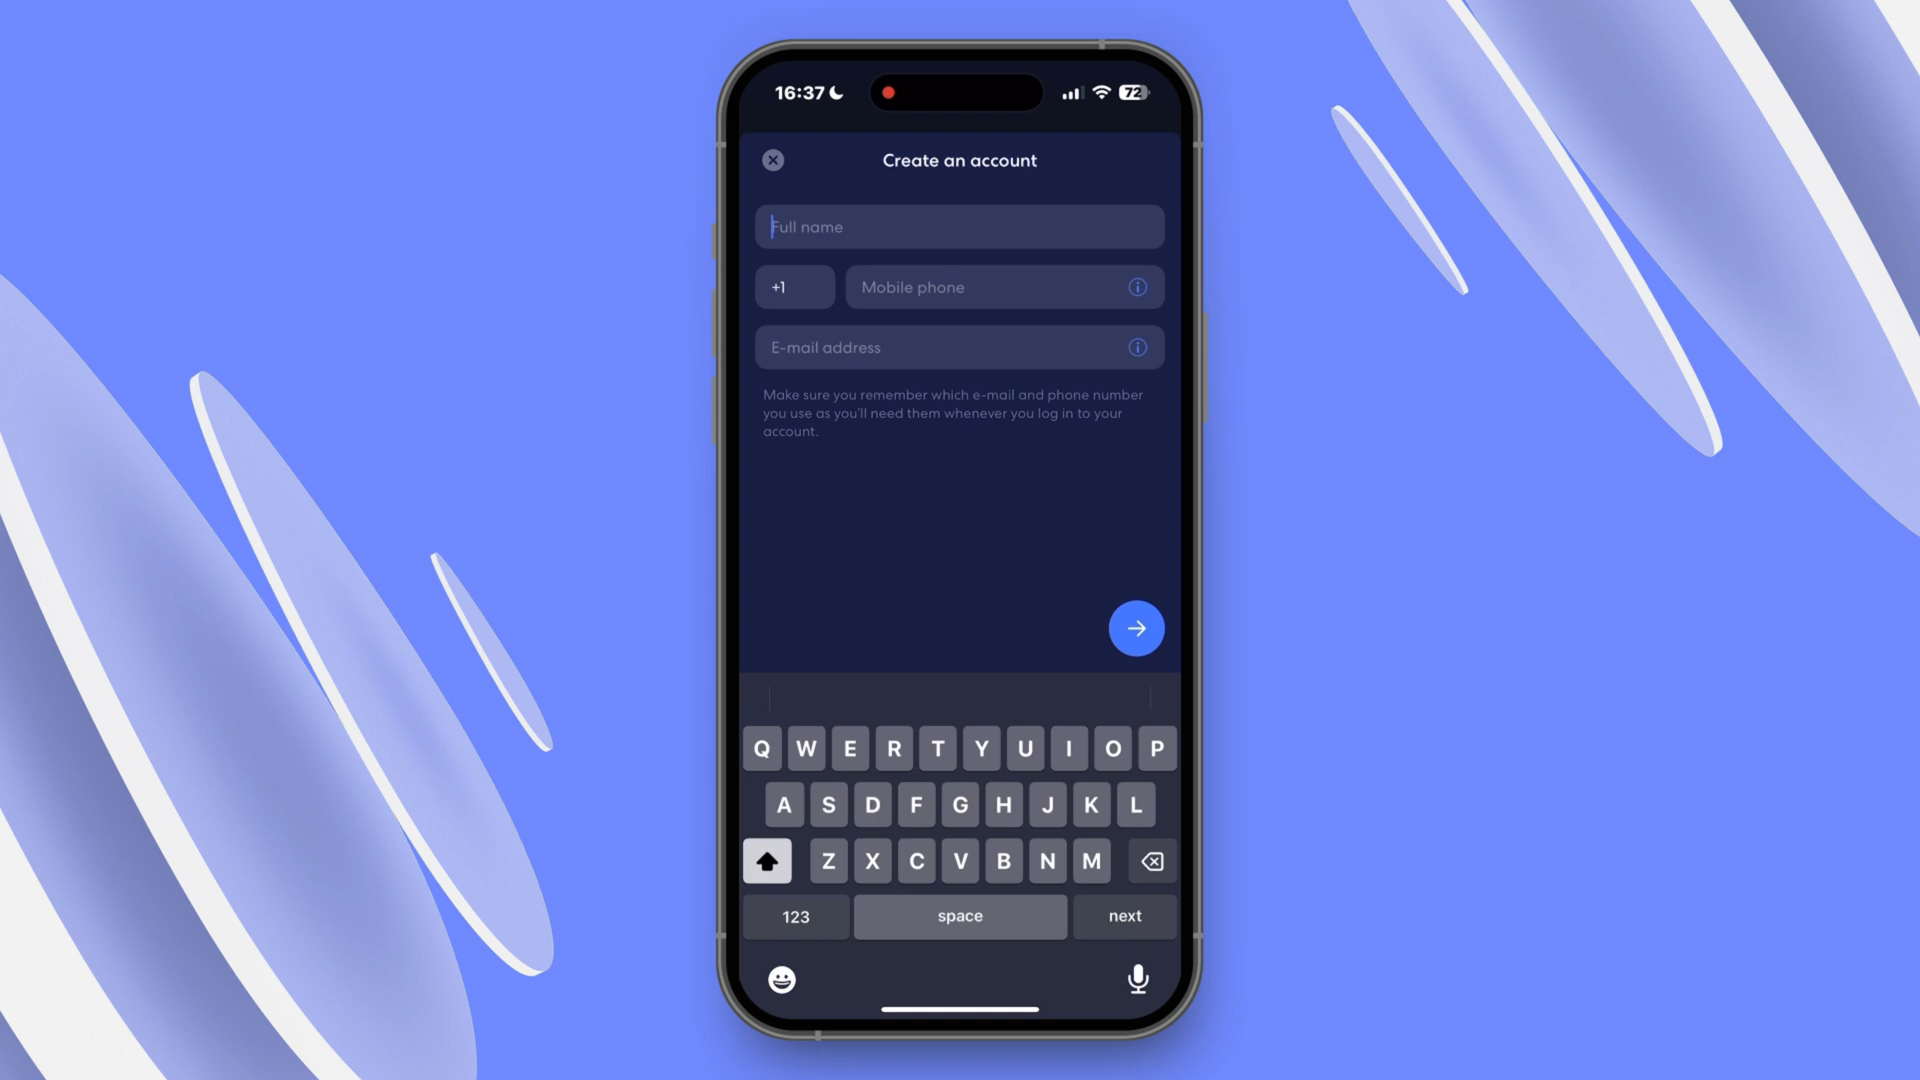 16:37
72
Create an account
Full name
+1 Mobile phone
E-mail address
Make sure you remember which e-mail and phone number
you use as you'll need them whenever you log in to your
account.
Q W E R T Y U I O P
A S D F G H J K L
Z X C V B N M
123 space next